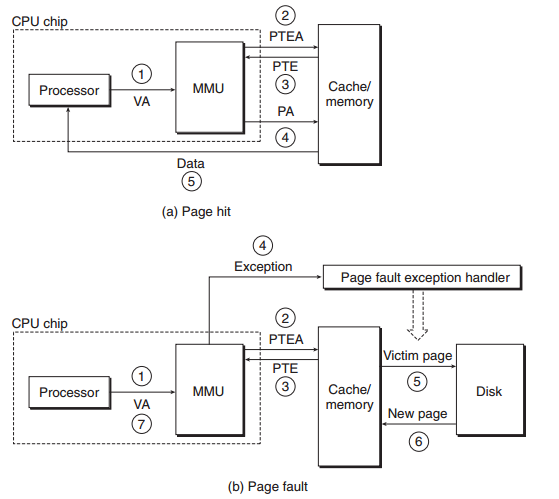 CPU chip
②
PTEA
Processor
①
VA
MMU
PTE
③
Cache/
memory
PA
④
Data
⑤
(a) Page hit
④
Exception
Page fault exception handler
CPU chip
②
PTEA
Processor
①
VA
⑦
MMU
PTE
③
Cache/
memory
Victim page
⑤
New page
⑥
Disk
(b) Page fault